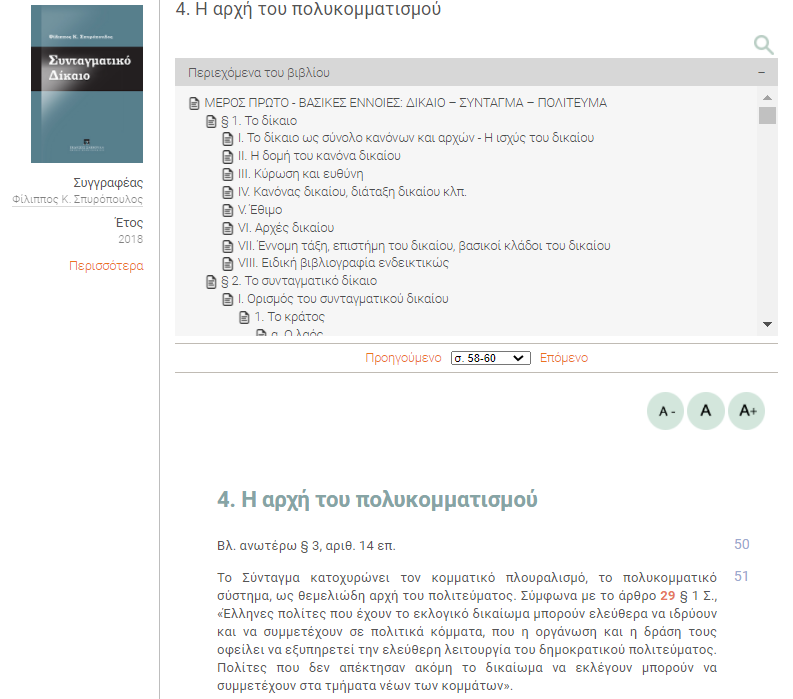 4. Η αρχή του πολυκομματισμού
Φίλιππος Κ. Σπυρόπουλος
Συνταγματικό
Δίκαιο
Συγγραφέας
Φίλιππος Κ. Σπυρόπουλος
Έτος
2018
Περισσότερα
Περιεχόμενα του βιβλίου –
ΜΕΡΟΣ ΠΡΩΤΟ - ΒΑΣΙΚΕΣ ΕΝΝΟΙΕΣ: ΔΙΚΑΙΟ – ΣΥΝΤΑΓΜΑ – ΠΟΛΙΤΕΥΜΑ
§ 1. Το δίκαιο
I. Το δίκαιο ως σύνολο κανόνων και αρχών - Η ισχύς του δικαίου
II. Η δομή του κανόνα δικαίου
III. Κύρωση και ευθύνη
IV. Κανόνας δικαίου, διάταξη δικαίου κλπ.
V. Έθιμο
VI. Αρχές δικαίου
VII. Έννομη τάξη, επιστήμη του δικαίου, βασικοί κλάδοι του δικαίου
VIII. Ειδική βιβλιογραφία ενδεικτικώς
§ 2. Το συνταγματικό δίκαιο
I. Ορισμός του συνταγματικού δικαίου
1. Το κράτος
α. Ο λαός
Προηγούμενο σ. 58-60 Επόμενο
A - A A+
4. Η αρχή του πολυκομματισμού
Βλ. ανωτέρω § 3, αριθ. 14 επ. 50
Το Σύνταγμα κατοχυρώνει τον κομματικό πλουραλισμό, το πολυκομματικό 51
σύστημα, ως θεμελιώδη αρχή του πολιτεύματος. Σύμφωνα με το άρθρο 29 § 1 Σ.,
«Έλληνες πολίτες που έχουν το εκλογικό δικαίωμα μπορούν ελεύθερα να ιδρύουν
και να συμμετέχουν σε πολιτικά κόμματα, που η οργάνωση και η δράση τους
οφείλει να εξυπηρετεί την ελεύθερη λειτουργία του δημοκρατικού πολιτεύματος.
Πολίτες που δεν απέκτησαν ακόμη το δικαίωμα να εκλέγουν μπορούν να
συμμετέχουν στα τμήματα νέων των κομμάτων».